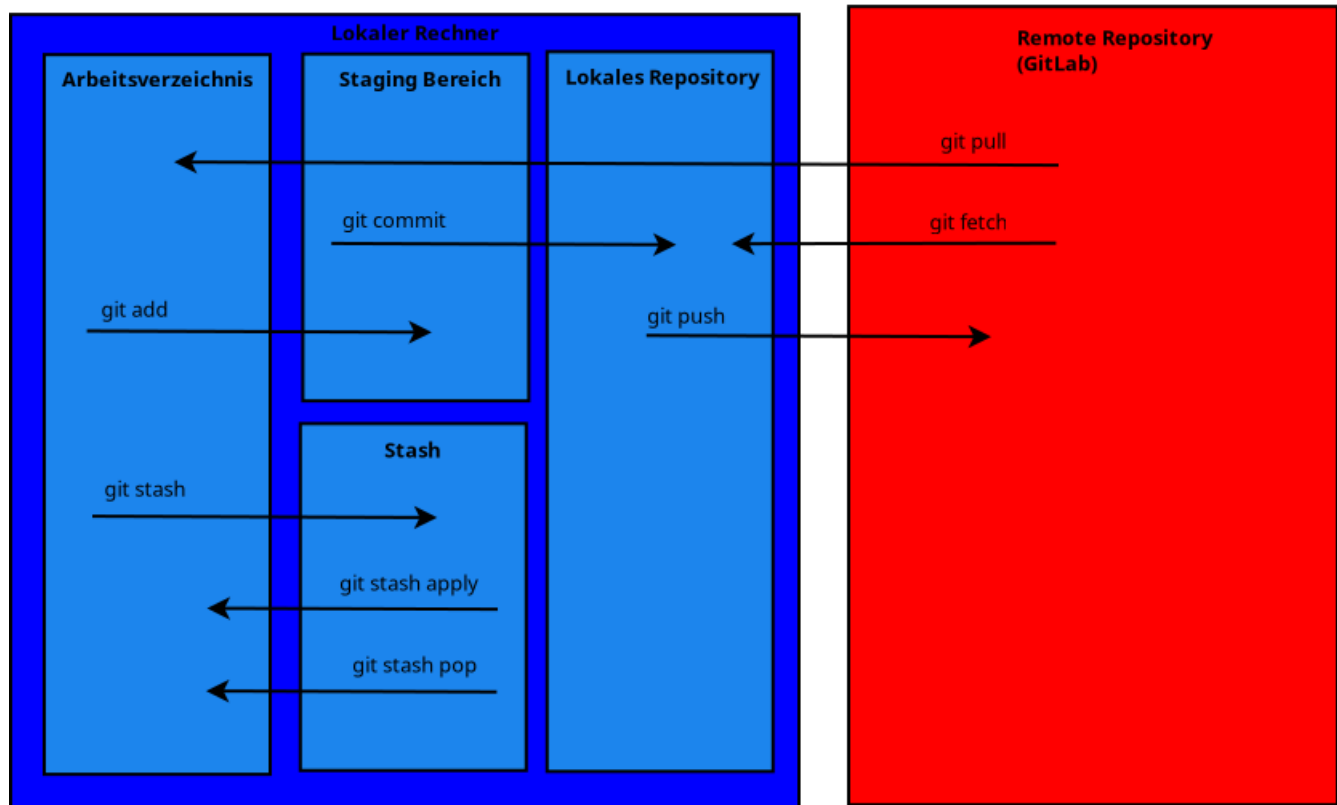 Lokaler Rechner
Arbeitsverzeichnis
Staging Bereich
Lokales Repository
Remote Repository
(GitLab)
git pull
git commit
git fetch
git add
git push
Stash
git stash
git stash apply
git stash pop